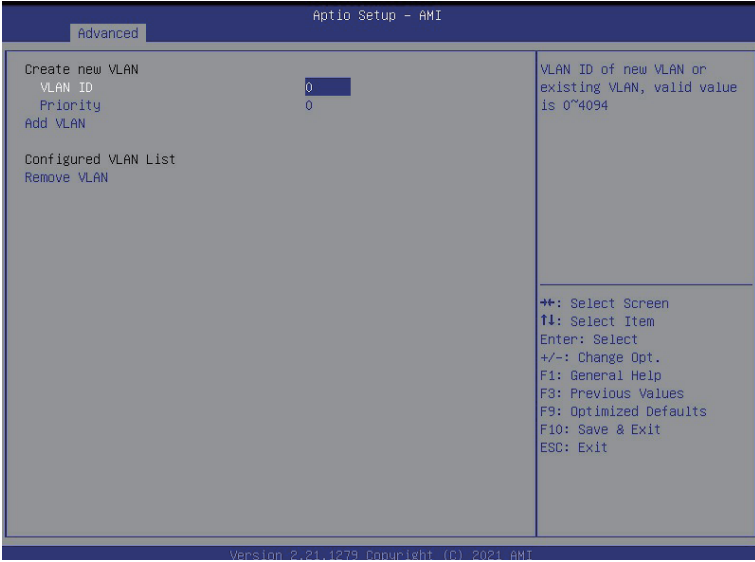 Aptio Setup - AMI
Advanced
Create new VLAN
VLAN ID 0
Priority 0
Add VLAN
Configured VLAN List
Remove VLAN
VLAN ID of new VLAN or
existing VLAN, valid value
is 0~4094
→←: Select Screen
↑↓: Select Item
Enter: Select
+/-: Change Opt.
F1: General Help
F3: Previous Values
F9: Optimized Defaults
F10: Save & Exit
ESC: Exit
Version 2.21.1279 Copyright (C) 2021 AMI